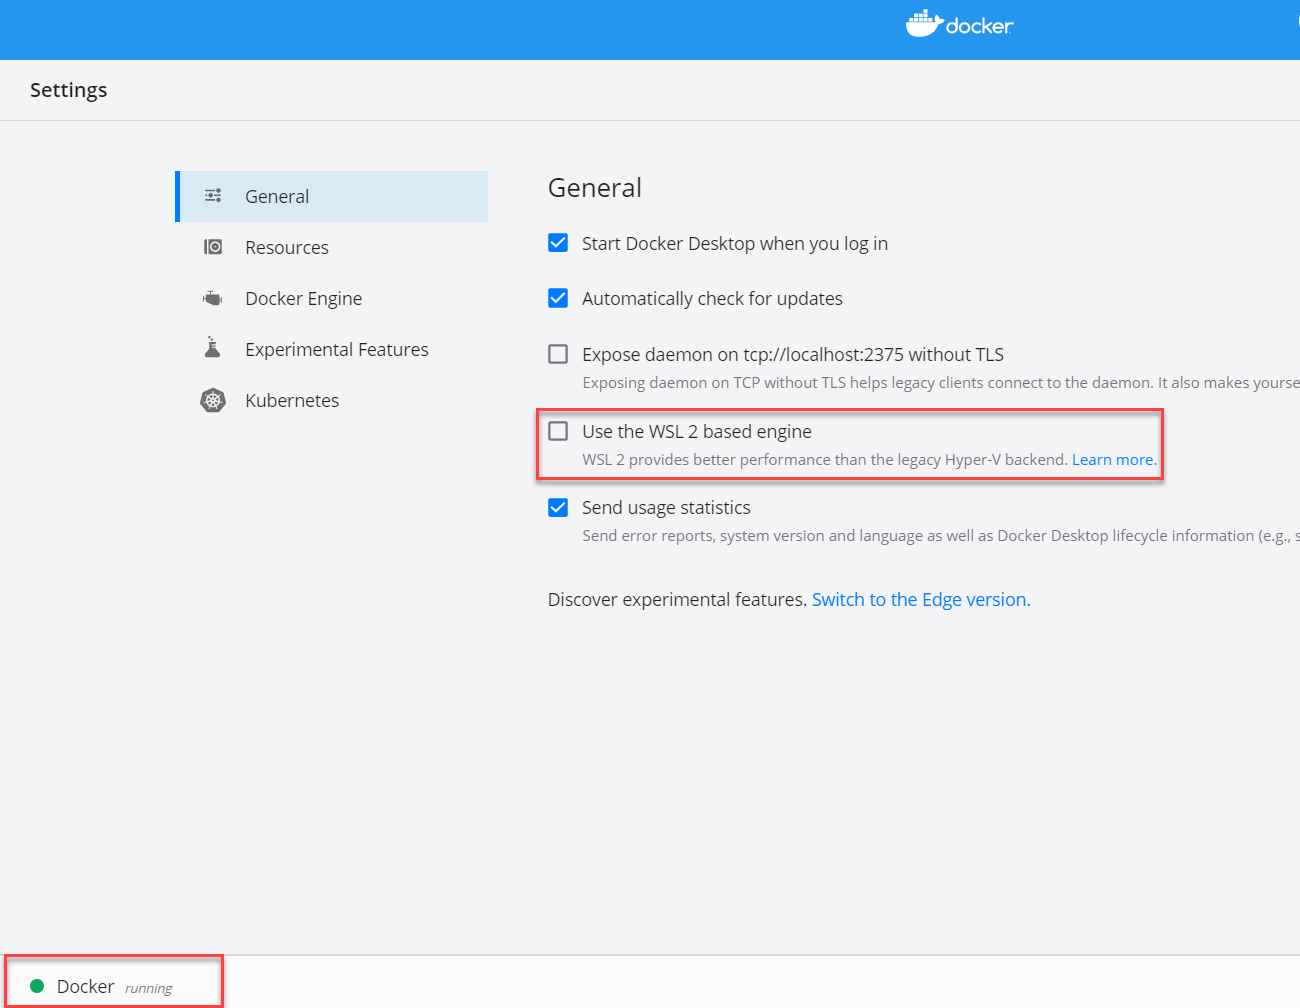 docker
Settings
General
Resources
Docker Engine
Experimental Features
Kubernetes
General
Start Docker Desktop when you log in
Automatically check for updates
Expose daemon on tcp://localhost:2375 without TLS
Exposing daemon on TCP without TLS helps legacy clients connect to the daemon. It also makes yourse
Use the WSL 2 based engine
WSL 2 provides better performance than the legacy Hyper-V backend. Learn more.
Send usage statistics
Send error reports, system version and language as well as Docker Desktop lifecycle information (e.g., s
Discover experimental features. Switch to the Edge version.
Docker running